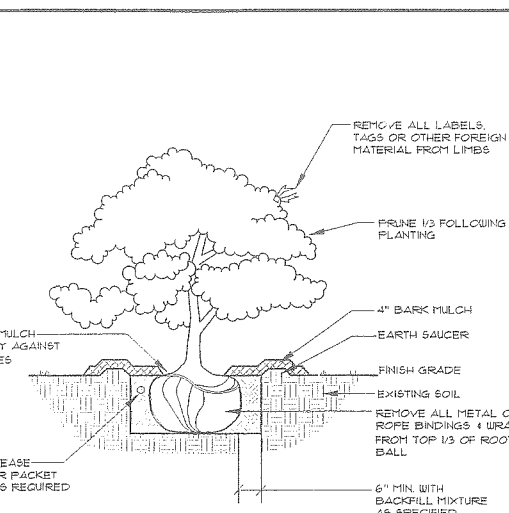 REMOVE ALL LABELS,
TAGS OR OTHER FOREIGN
MATERIAL FROM LIMBS
PRUNE 1/3 FOLLOWING
PLANTING
4" BARK MULCH
EARTH SAUCER
FINISH GRADE
EXISTING SOIL
REMOVE ALL METAL
ROPE BINDINGS &
FROM TOP 1/3 OF ROOT
BALL
6" MIN. WITH
BACKFILL MIXTURE
AS SPECIFIED
MULCH
AGAINST
PACKET
REQUIRED